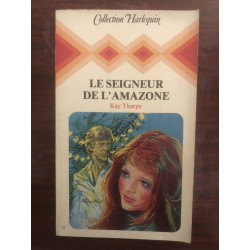 Collection Harlequin
LE SEIGNEUR
DE L'AMAZONE
Kay Thorpe